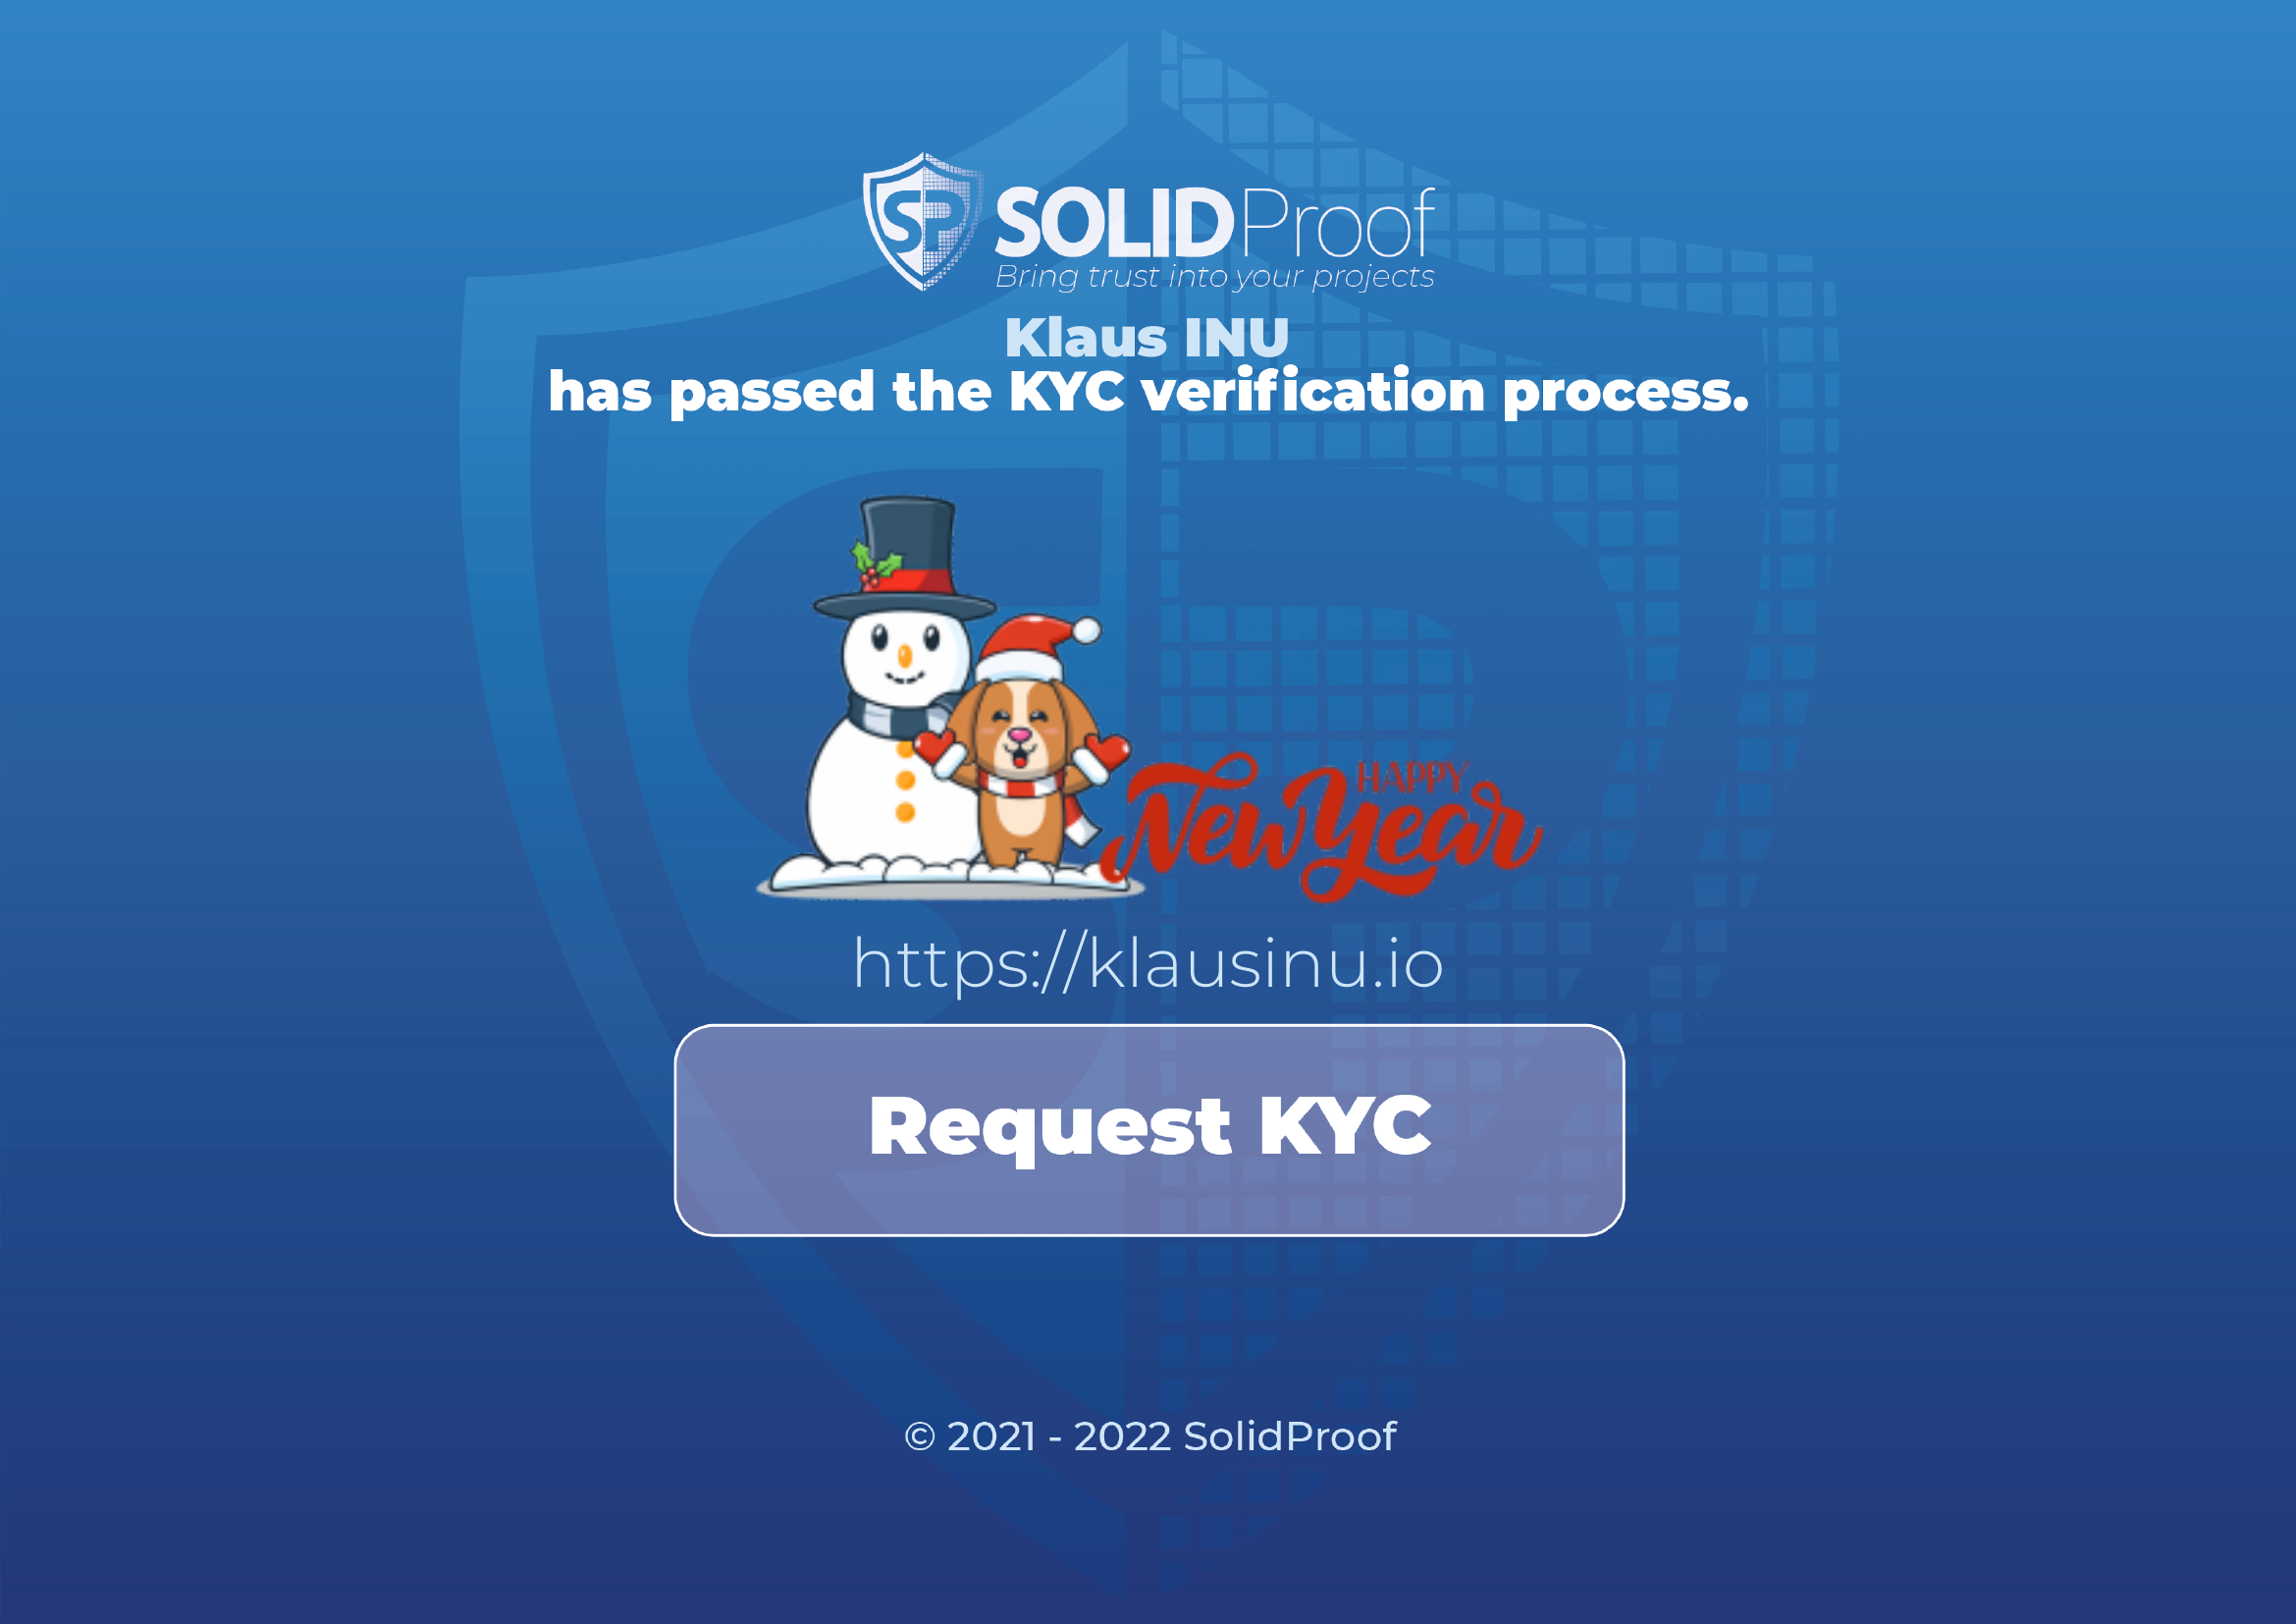 SP SOLIDProof
Bring trust into your projects
Klaus INU
has passed the KYC verification process.
HAPPY
New Year
https://klausinu.io
Request KYC
© 2021 - 2022 SolidProof